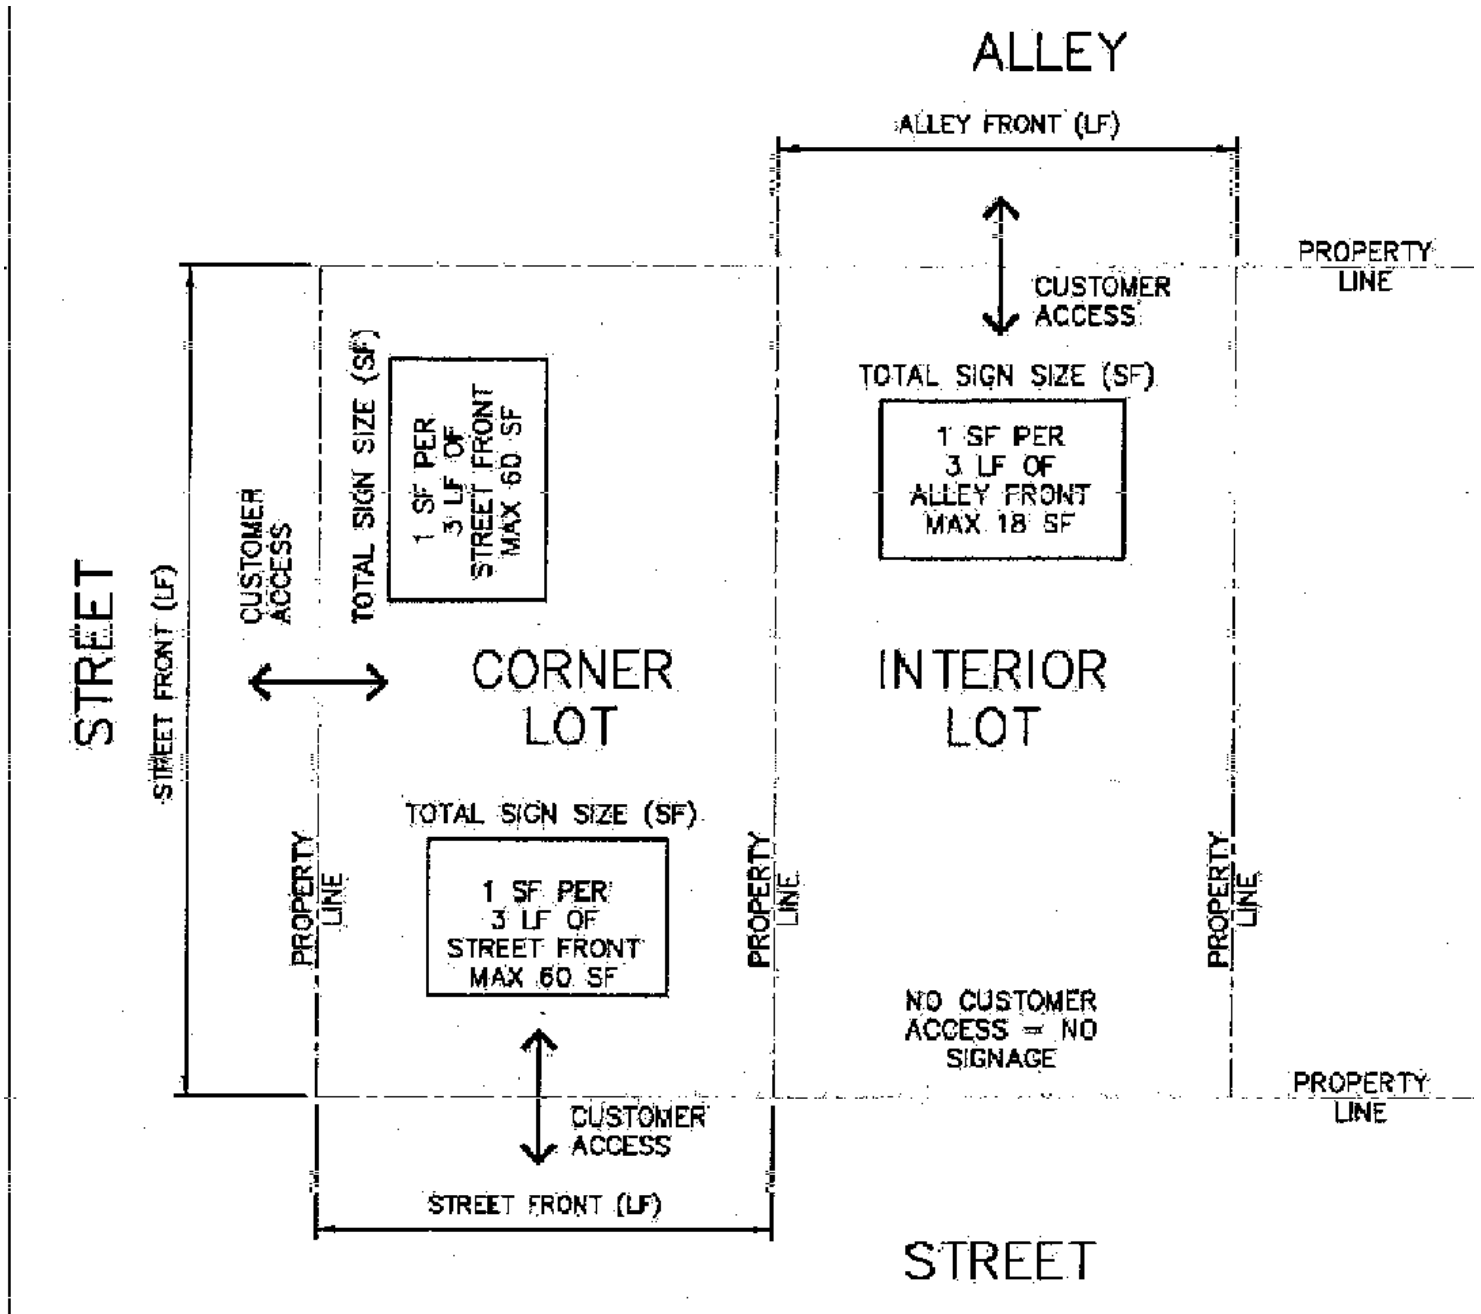 ALLEY
ALLEY FRONT (LF)
PROPERTY
LINE
CUSTOMER
ACCESS
TOTAL SIGN SIZE (SF)
1 SF PER
3 LF OF
ALLEY FRONT
MAX 18 SF
TOTAL SIGN SIZE (SF)
1 SF PER
3 LF OF
STREET FRONT
MAX 60 SF
CUSTOMER
ACCESS
STREET
STREET FRONT (LF)
CORNER
LOT
INTERIOR
LOT
TOTAL SIGN SIZE (SF)
1 SF PER
3 LF OF
STREET FRONT
MAX 60 SF
PROPERTY
LINE
PROPERTY
LINE
PROPERTY
LINE
NO CUSTOMER
ACCESS = NO
SIGNAGE
PROPERTY
LINE
CUSTOMER
ACCESS
STREET FRONT (LF)
STREET